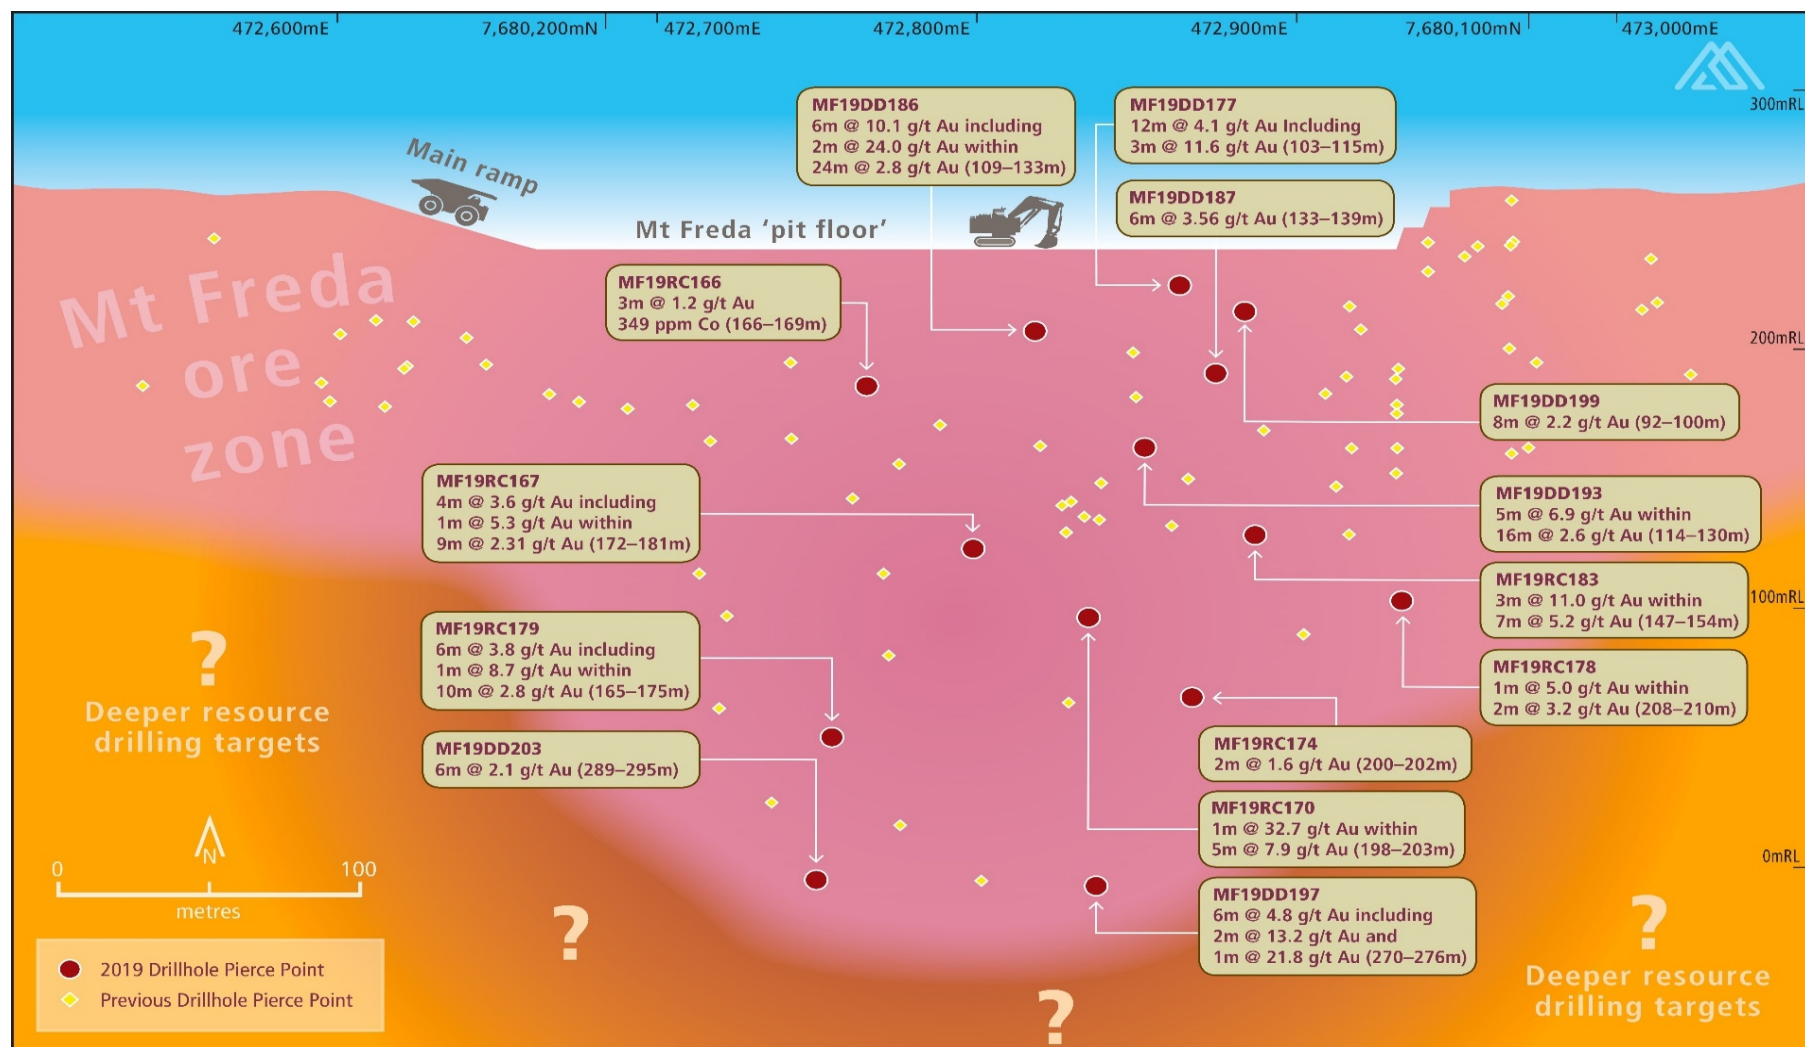 472,600mE
7,680,200mN
472,700mE
472,800mE
472,900mE
7,680,100mN
473,000mE
300mRL
MF19DD186
6m @ 10.1 g/t Au including
2m @ 24.0 g/t Au within
24m @ 2.8 g/t Au (109–133m)
MF19DD177
12m @ 4.1 g/t Au Including
3m @ 11.6 g/t Au (103–115m)
Main ramp
MF19DD187
6m @ 3.56 g/t Au (133–139m)
Mt Freda ‘pit floor’
Mt Freda
ore
zone
MF19RC166
3m @ 1.2 g/t Au
349 ppm Co (166–169m)
200mRL
MF19DD199
8m @ 2.2 g/t Au (92–100m)
MF19RC167
4m @ 3.6 g/t Au including
1m @ 5.3 g/t Au within
9m @ 2.31 g/t Au (172–181m)
MF19DD193
5m @ 6.9 g/t Au within
16m @ 2.6 g/t Au (114–130m)
MF19RC183
3m @ 11.0 g/t Au within
7m @ 5.2 g/t Au (147–154m)
100mRL
MF19RC179
6m @ 3.8 g/t Au including
1m @ 8.7 g/t Au within
10m @ 2.8 g/t Au (165–175m)
MF19RC178
1m @ 5.0 g/t Au within
2m @ 3.2 g/t Au (208–210m)
?
Deeper resource
drilling targets
MF19DD203
6m @ 2.1 g/t Au (289–295m)
MF19RC174
2m @ 1.6 g/t Au (200–202m)
MF19RC170
1m @ 32.7 g/t Au within
5m @ 7.9 g/t Au (198–203m)
0mRL
N
0
100
metres
MF19DD197
6m @ 4.8 g/t Au including
2m @ 13.2 g/t Au and
1m @ 21.8 g/t Au (270–276m)
?
?
Deeper resource
drilling targets
?
2019 Drillhole Pierce Point
Previous Drillhole Pierce Point